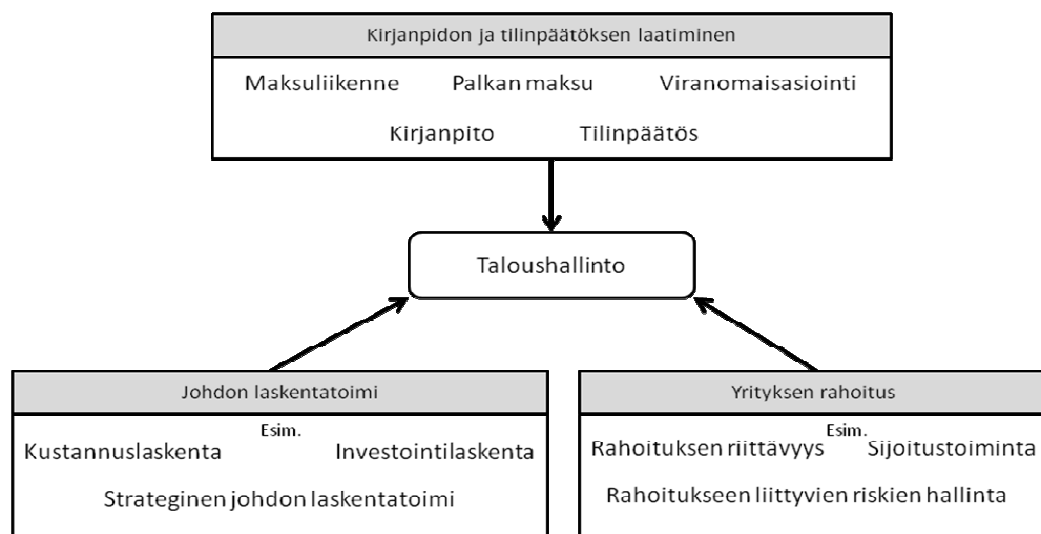 Kirjanpidon ja tilinpäätöksen laatiminen
Maksuliikenne Palkan maksu Viranomaisasiointi
Kirjanpito Tilinpäätös
Taloushallinto
Johdon laskentatoimi
Esim.
Kustannuslaskenta Investointilaskenta
Strateginen johdon laskentatoimi
Yrityksen rahoitus
Esim.
Rahoituksen riittävyys Sijoitustoiminta
Rahoitukseen liittyvien riskien hallinta